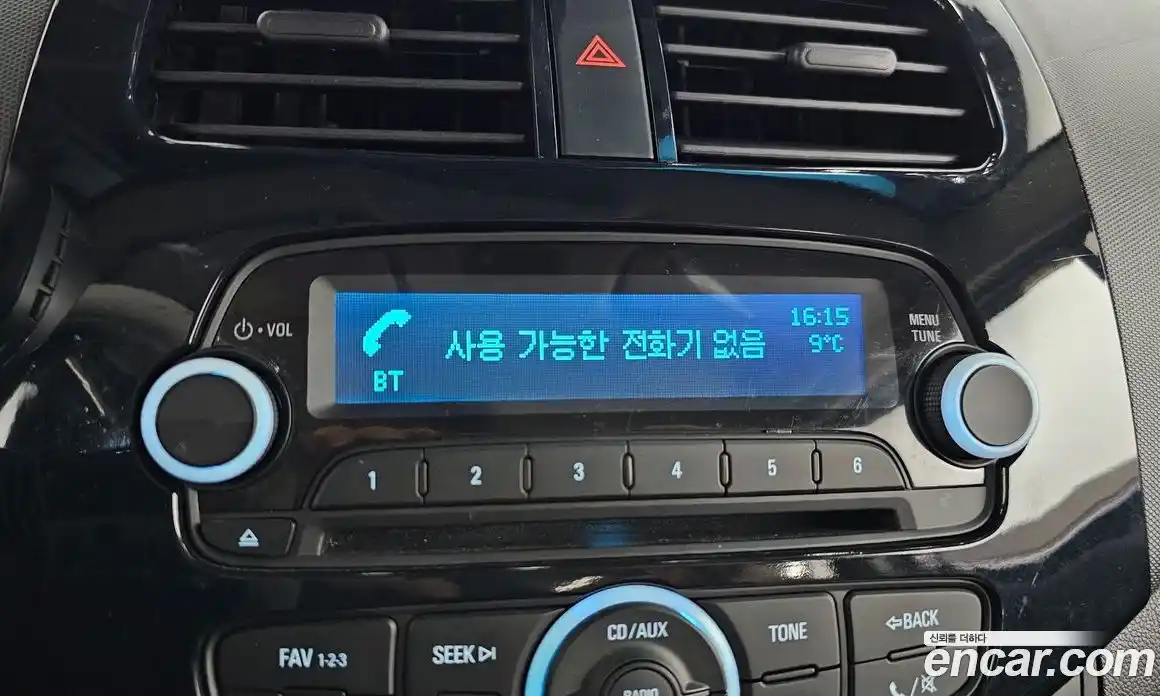 VOL
MENU
TUNE
16:15
사용 가능한 전화기 없음
9°C
BT
1 2 3 4 5 6
FAV 1-2-3
SEEK
CD/AUX
TONE
BACK
RADIO
신뢰를 더하다
encar.com